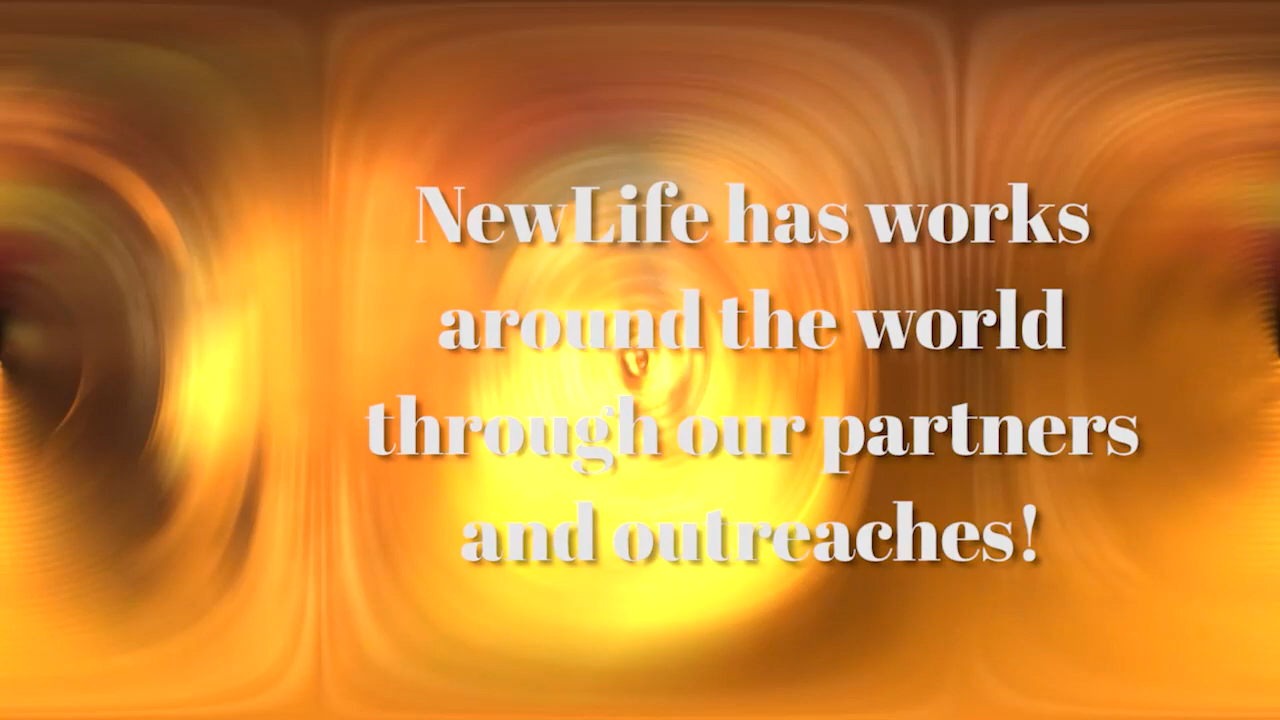 NewLife has works
around the world
through our partners
and outreaches!